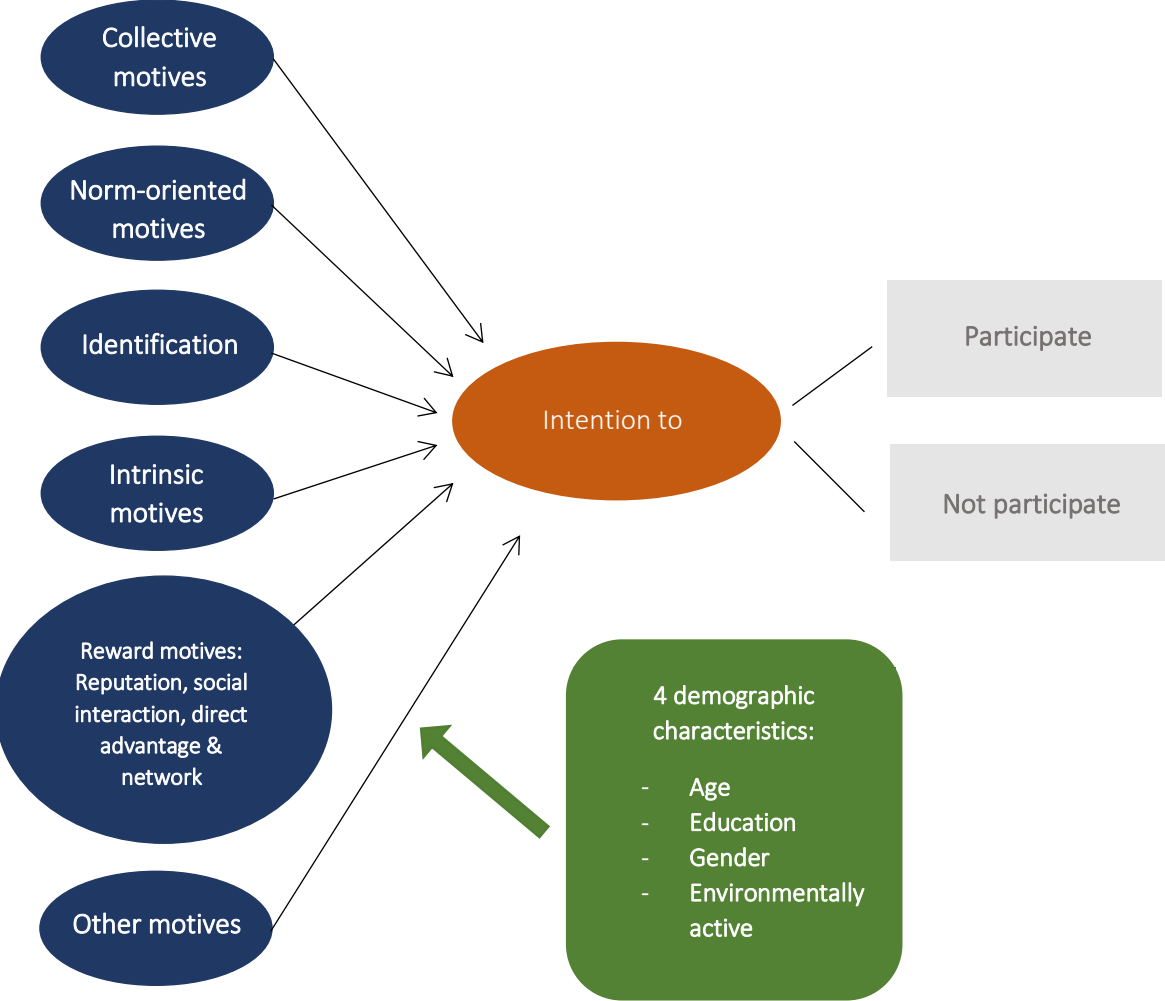 Collective
motives
Norm-oriented
motives
Identification
Intrinsic
motives
Reward motives:
Reputation, social
interaction, direct
advantage &
network
Other motives
Intention to
Participate
Not participate
4 demographic
characteristics:
- Age
- Education
- Gender
- Environmentally
active